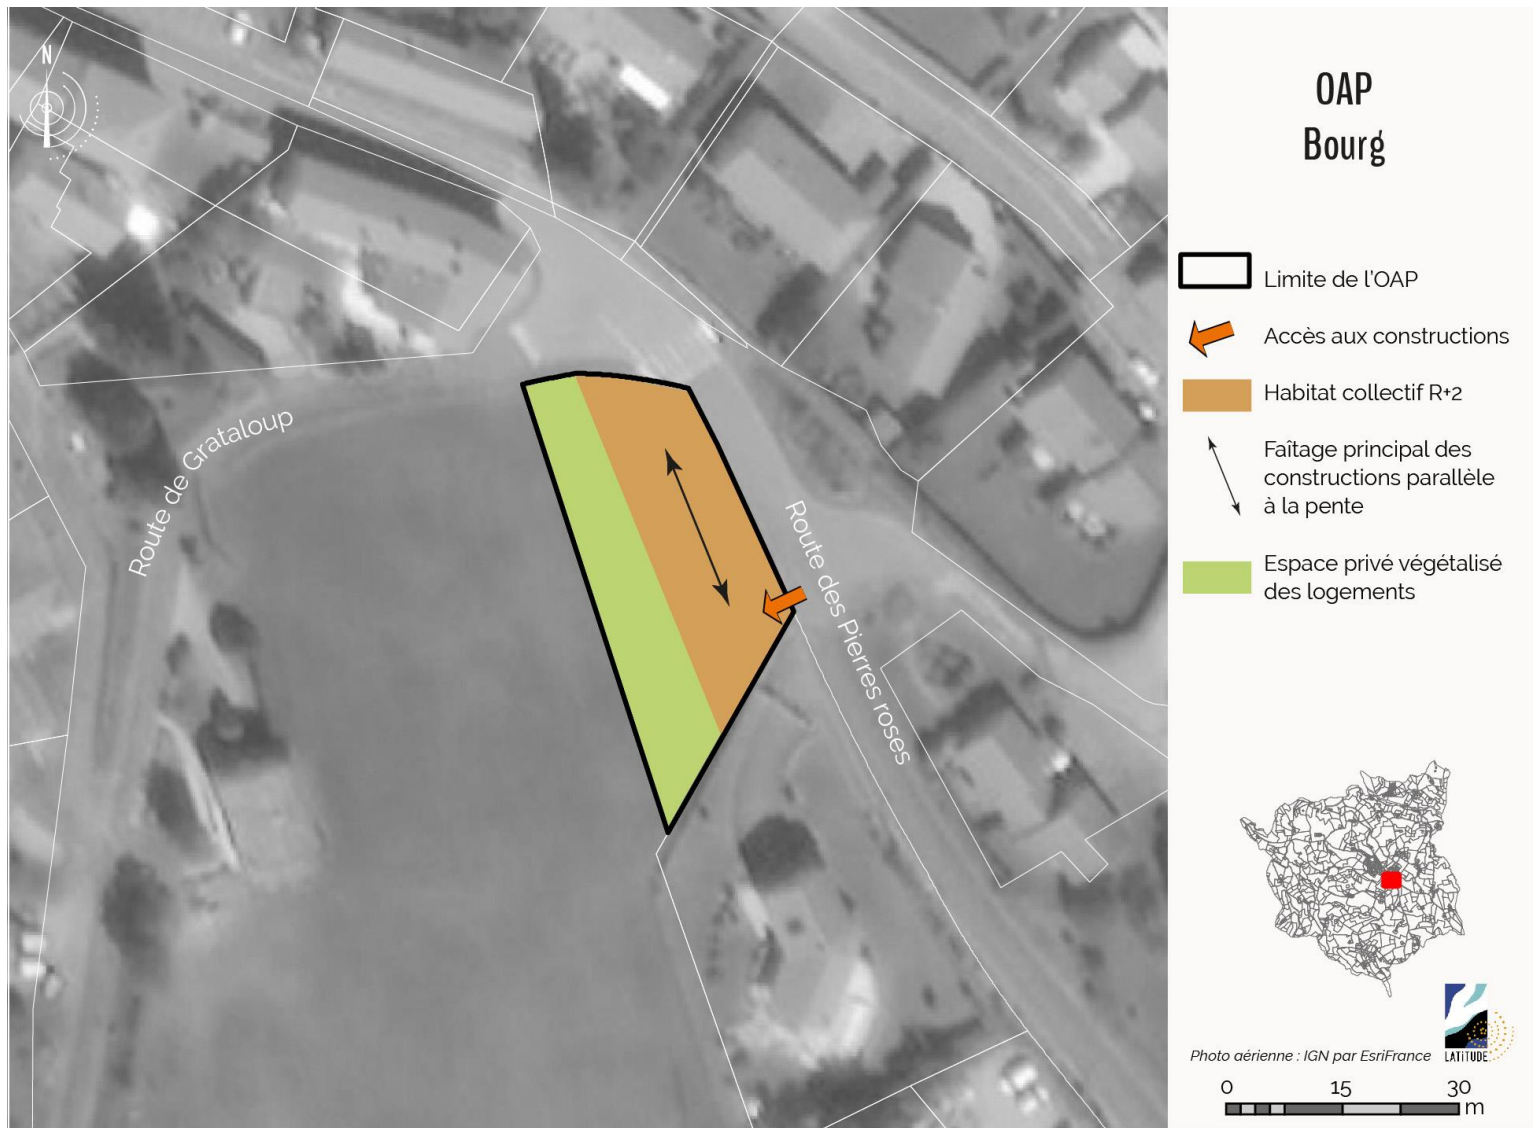 N
Route de Grataloup
Route des Pierres roses
OAP
Bourg
Limite de l'OAP
Accès aux constructions
Habitat collectif R+2
Faîtage principal des
constructions parallèle
à la pente
Espace privé végétalisé
des logements
LATiTUDE
Photo aérienne : IGN par EsriFrance
0 15 30
m